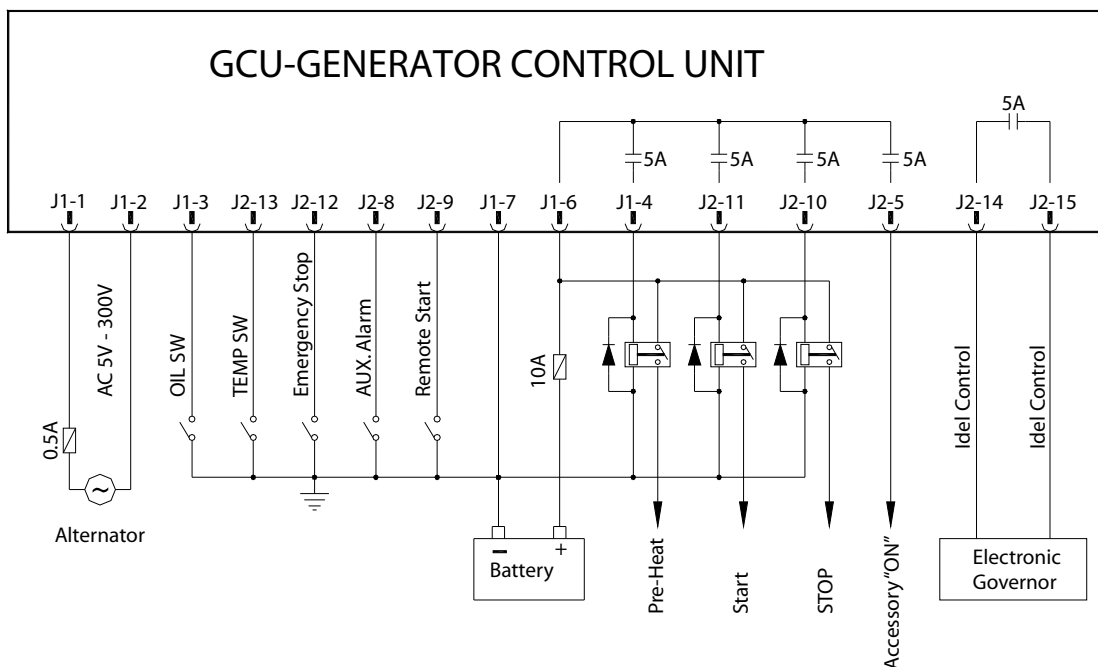 GCU-GENERATOR CONTROL UNIT
5A
5A
5A
5A
5A
J1-1
J1-2
J1-3
J2-13
J2-12
J2-8
J2-9
J1-7
J1-6
J1-4
J2-11
J2-10
J2-5
J2-14
J2-15
0.5A
AC 5V - 300V
OIL SW
TEMP SW
Emergency Stop
AUX. Alarm
Remote Start
10A
Idel Control
Idel Control
~
Alternator
– +
Battery
Pre-Heat
Start
STOP
Accessory"ON"
Electronic
Governor